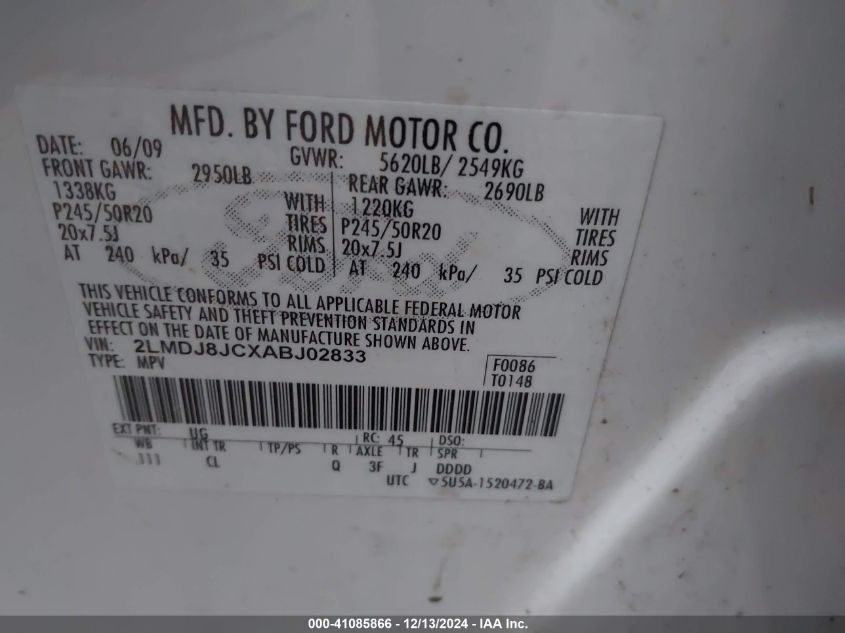 MFD. BY FORD MOTOR CO.
DATE: 06/09 GVWR: 5620LB/ 2549KG
FRONT GAWR: 2950LB REAR GAWR: 2690LB
1338KG WITH 1220KG WITH
P245/50R20 TIRES P245/50R20 TIRES
20x7.5J RIMS 20x7.5J RIMS
AT 240 kPa/ 35 PSI COLD AT 240 kPa/ 35 PSI COLD
THIS VEHICLE CONFORMS TO ALL APPLICABLE FEDERAL MOTOR
VEHICLE SAFETY AND THEFT PREVENTION STANDARDS IN
EFFECT ON THE DATE OF MANUFACTURE SHOWN ABOVE.
VIN: 2LMDJ8JCXABJ02833 F0086
TYPE: MPV T0148
EXT PNT: UG RC: 45 DSO:
WB INT TR TP/PS R AXLE TR SPR
111 CL Q 3F J DDDD
UTC ▽5U5A-1520472-BA
000-41085866 - 12/13/2024 - IAA Inc.